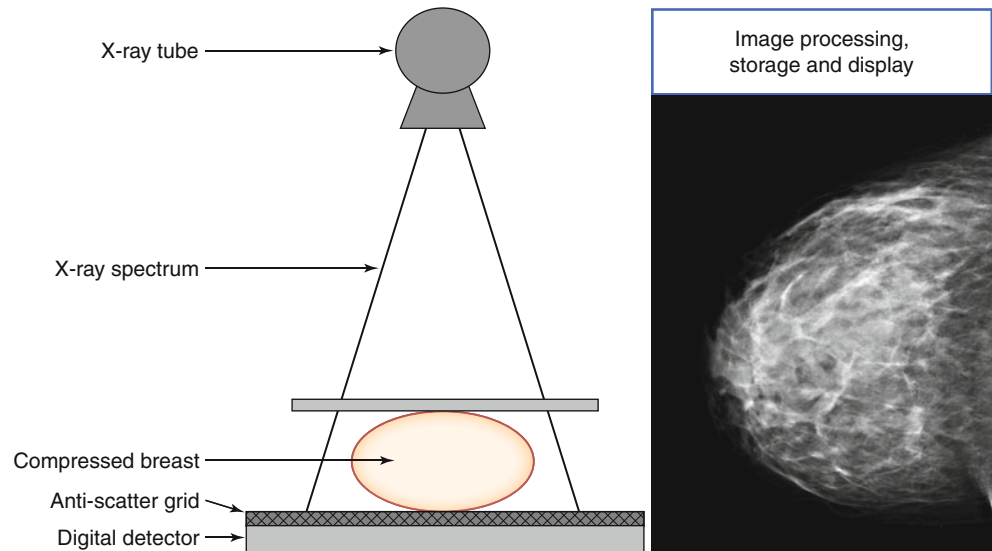 X-ray tube
X-ray spectrum
Compressed breast
Anti-scatter grid
Digital detector
Image processing,
storage and display